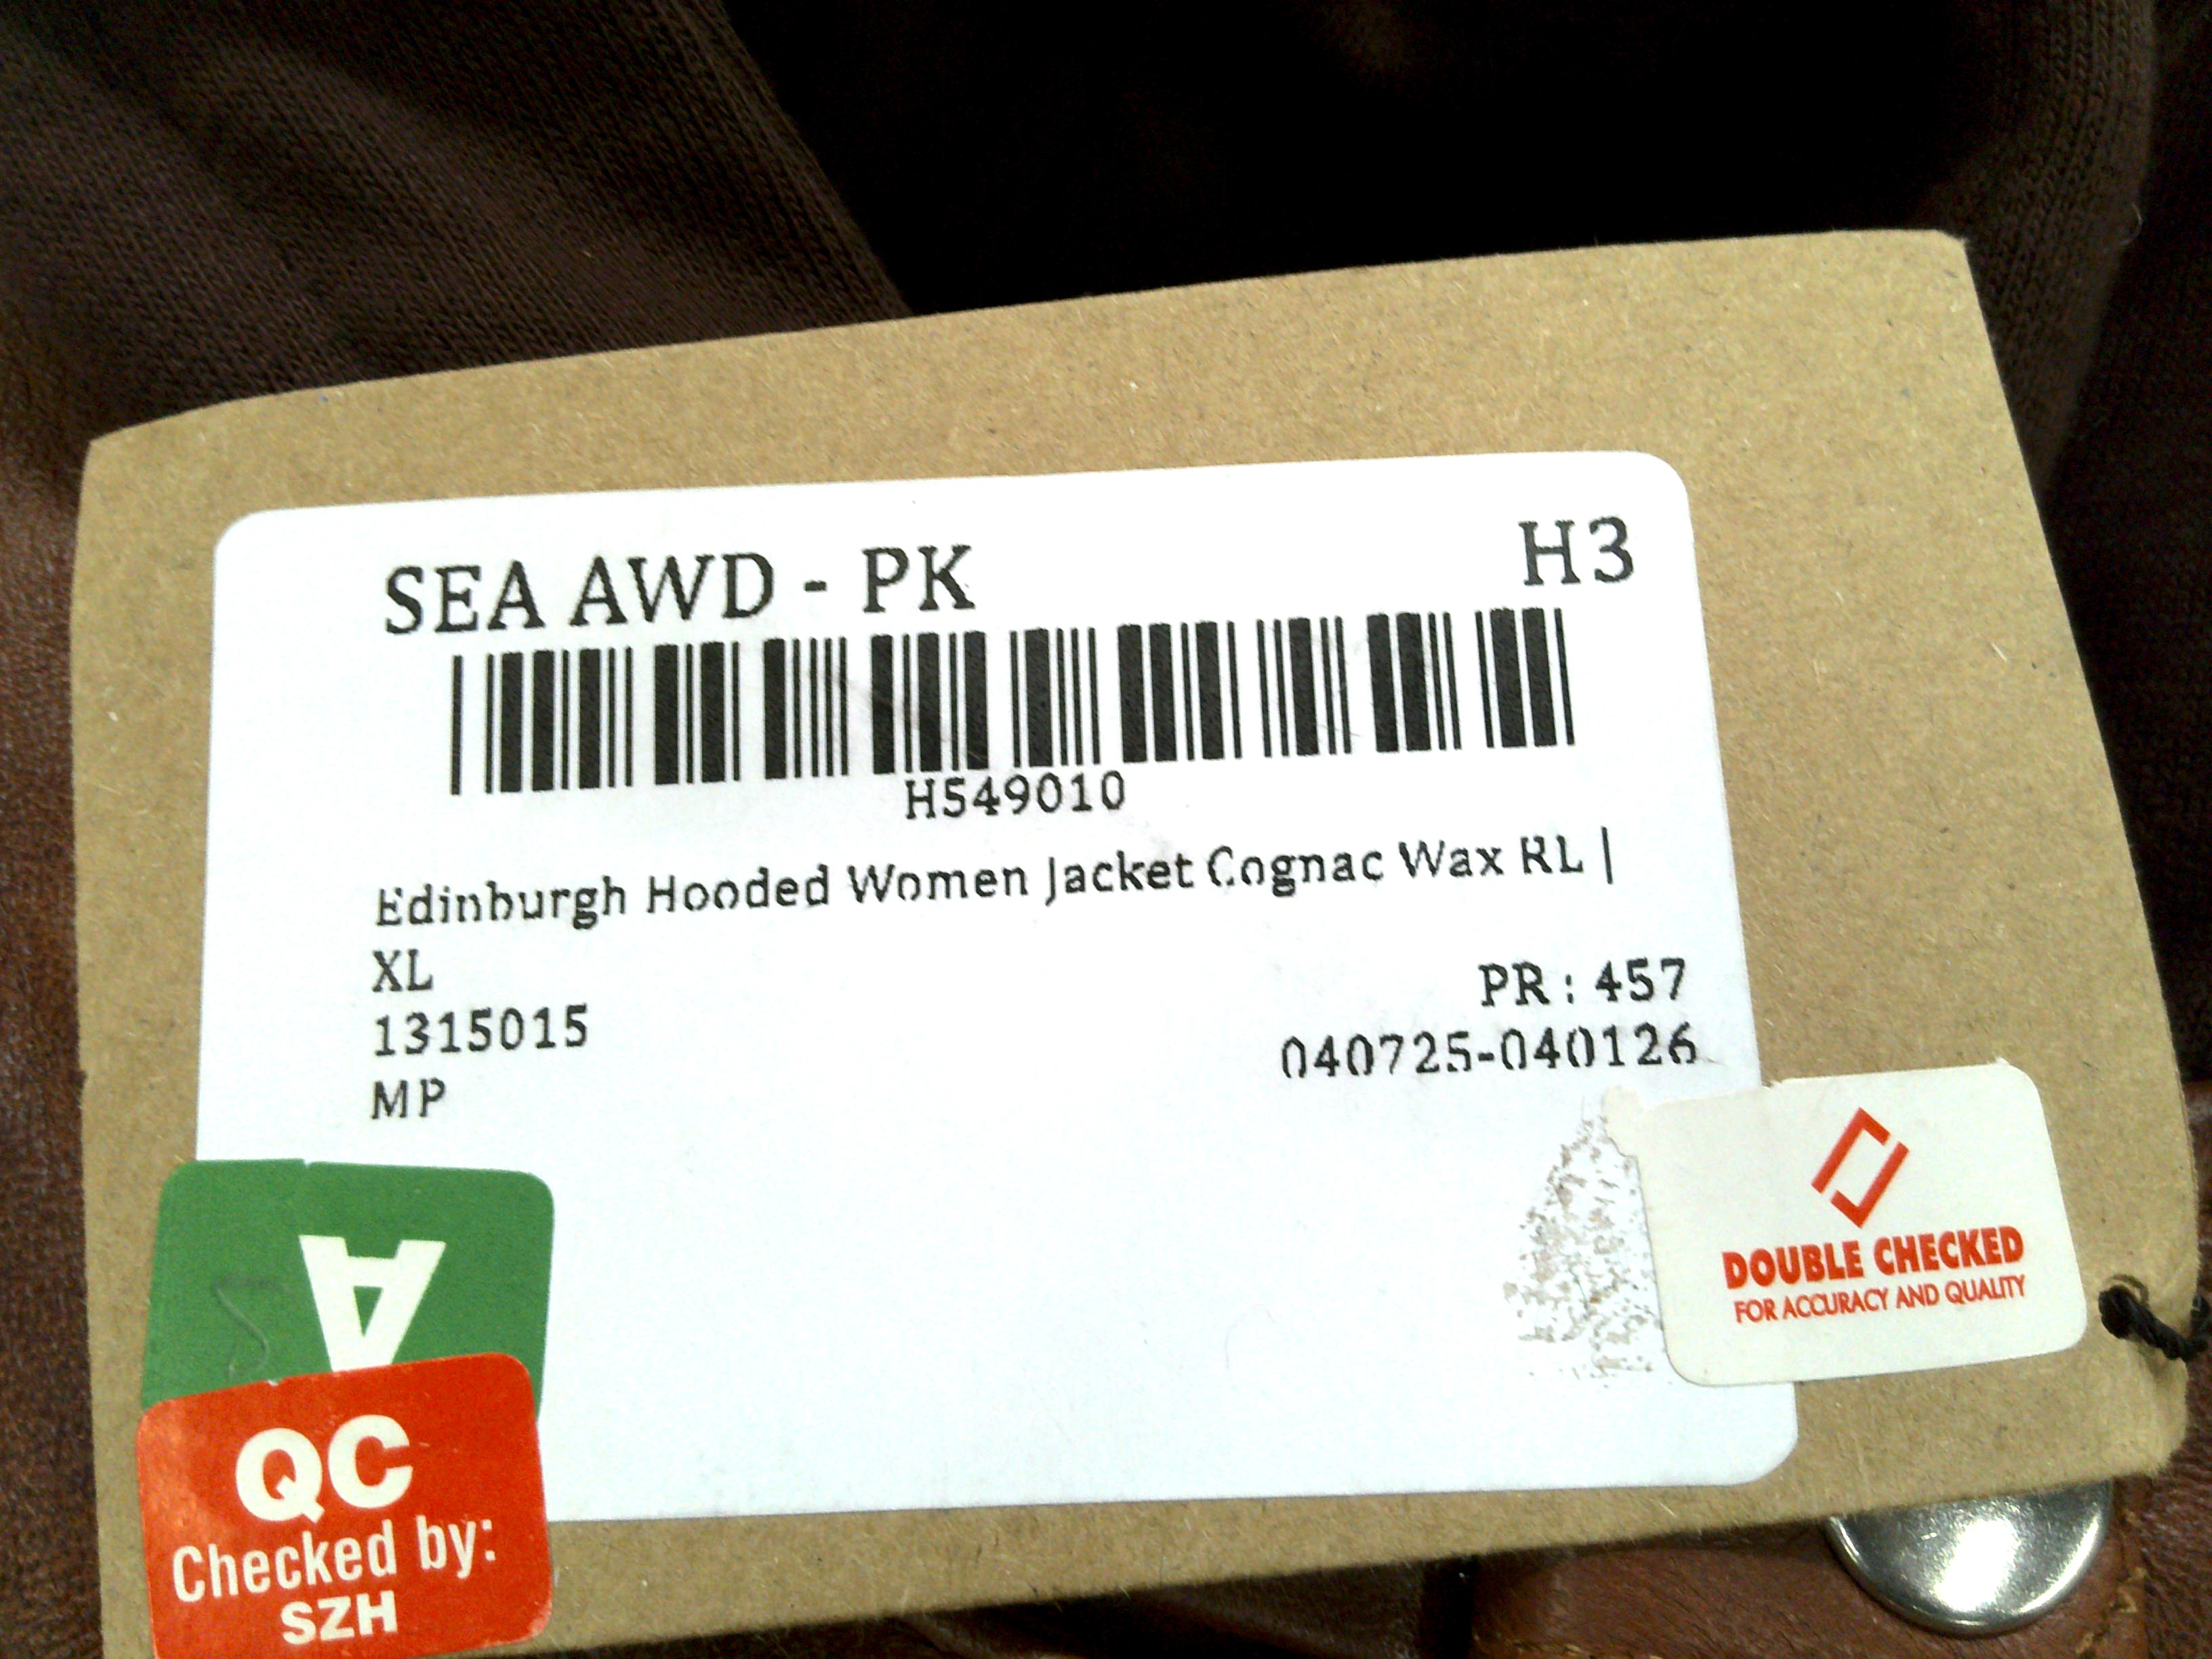 SEA AWD - PK H3
H549010
Edinburgh Hooded Women Jacket Cognac Wax RL |
XL
PR : 457
1315015
040725-040126
MP
A
QC
Checked by:
SZH
DOUBLE CHECKED
FOR ACCURACY AND QUALITY